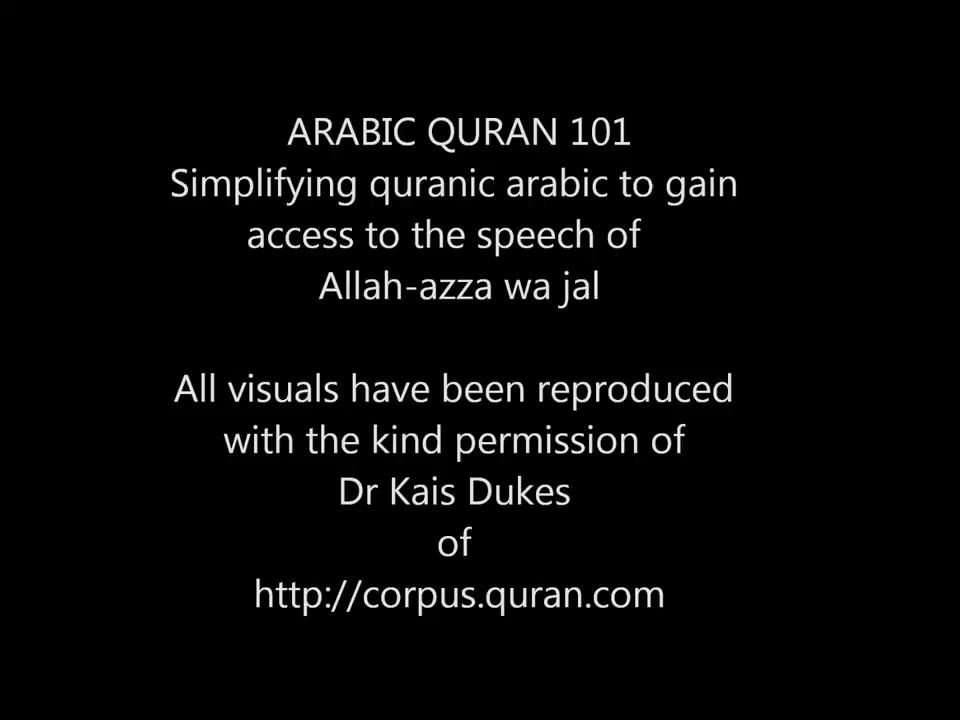 ARABIC QURAN 101
Simplifying quranic arabic to gain
access to the speech of
Allah-azza wa jal
All visuals have been reproduced
with the kind permission of
Dr Kais Dukes
of
http://corpus.quran.com